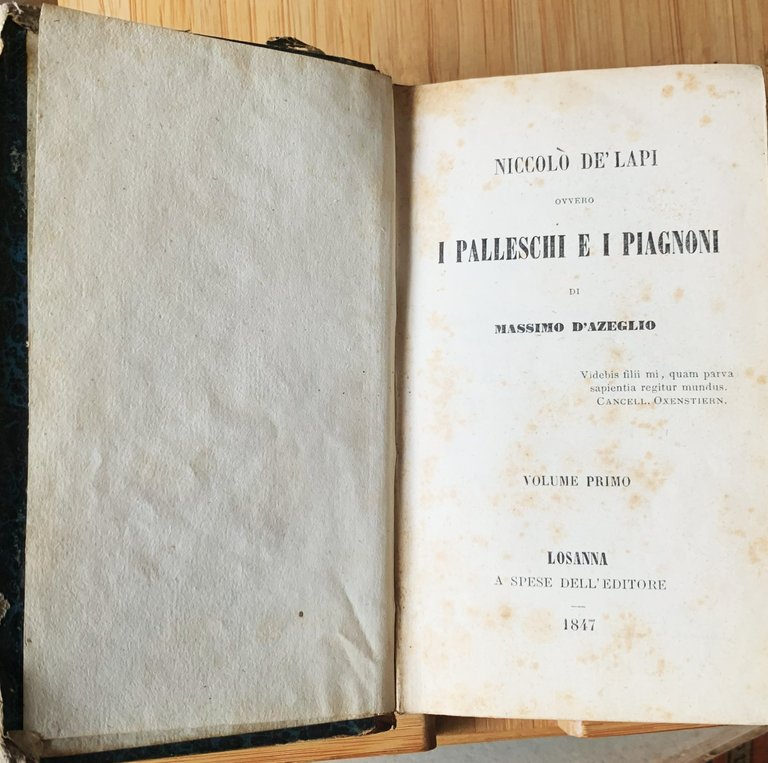 NICCOLÒ DE' LAPI
OVVERO
I PALLESCHI E I PIAGNONI
DI
MASSIMO D'AZEGLIO
Videbis filii mi, quam parva
sapientia regitur mundus.
CANCELL. OXENSTIERN.
VOLUME PRIMO
LOSANNA
A SPESE DELL'EDITORE
1847